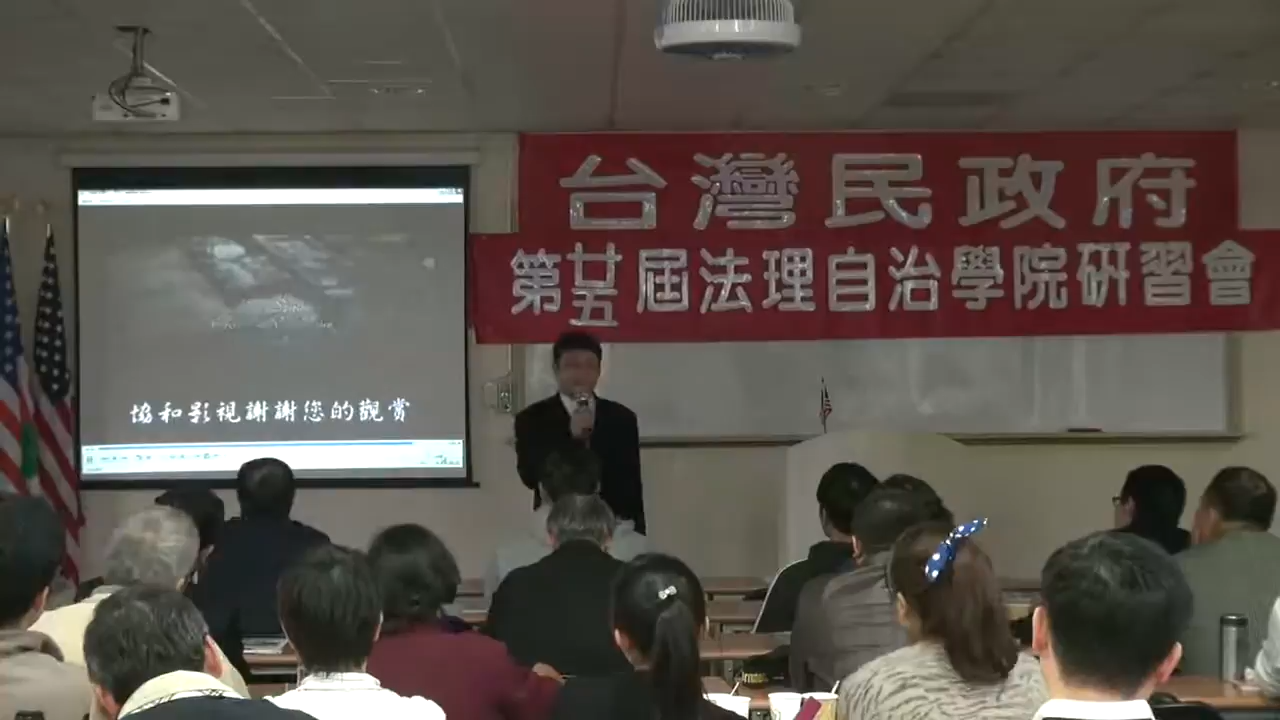 台灣民政府
第廿五屆法理自治學院研習會
協和影視謝謝您的觀賞